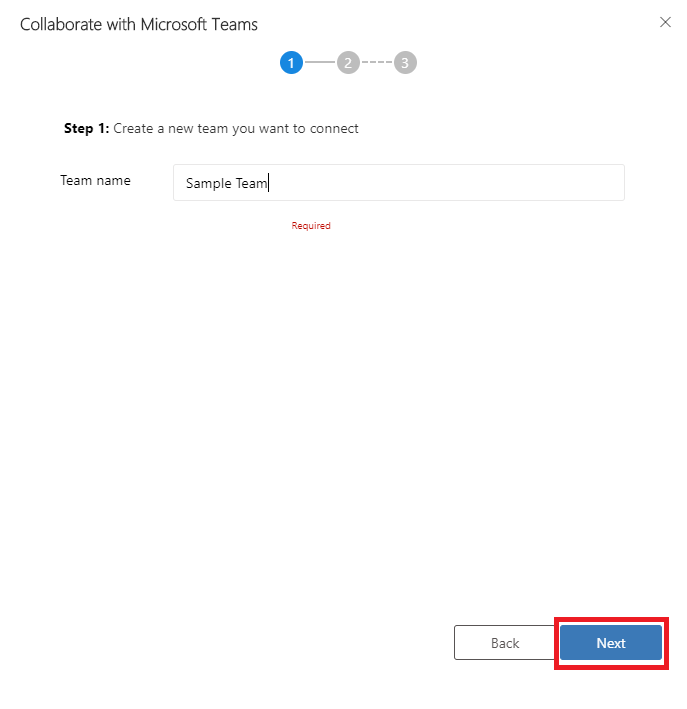 Collaborate with Microsoft Teams
1 2 3
Step 1: Create a new team you want to connect
Team name Sample Team
Required
Back Next